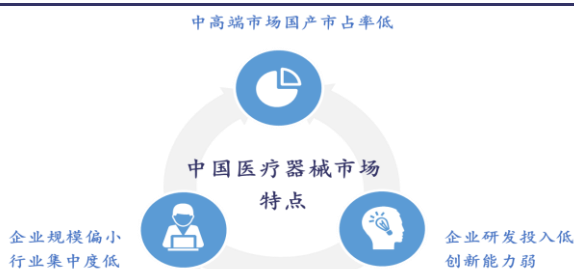 中高端市场国产市占率低
中国医疗器械市场
特点
企业规模偏小
行业集中度低
企业研发投入低
创新能力弱